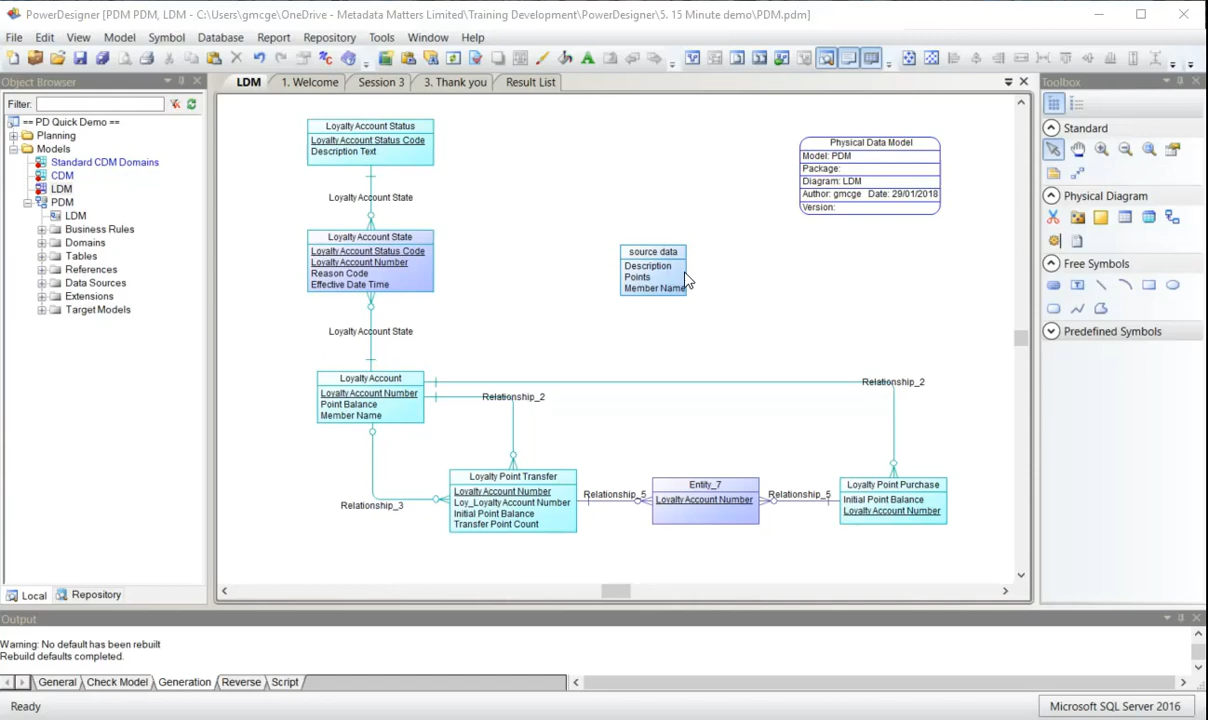 PowerDesigner [PDM PDM, LDM - C:\Users\gmcge\OneDrive - Metadata Matters Limited\Training Development\PowerDesigner\5. 15 Minute demo\PDM.pdm]
File Edit View Model Symbol Database Report Repository Tools Window Help
Object Browser
Filter:
== PD Quick Demo ==
Planning
Models
Standard CDM Domains
CDM
LDM
PDM
LDM
Business Rules
Domains
Tables
References
Data Sources
Extensions
Target Models
Local Repository
LDM 1. Welcome Session 3 3. Thank you Result List
Loyalty Account Status
Loyalty Account Status Code
Description Text
Loyalty Account State
Loyalty Account State
Loyalty Account Status Code
Loyalty Account Number
Reason Code
Effective Date Time
Loyalty Account State
Loyalty Account
Loyalty Account Number
Point Balance
Member Name
source data
Description
Points
Member Name
Physical Data Model
Model: PDM
Package:
Diagram: LDM
Author: gmcge Date: 29/01/2018
Version:
Relationship_2
Relationship_2
Relationship_3
Loyalty Point Transfer
Loyalty Account Number
Loy_Loyalty Account Number
Initial Point Balance
Transfer Point Count
Relationship_5
Entity_7
Loyalty Account Number
Relationship_5
Loyalty Point Purchase
Initial Point Balance
Loyalty Account Number
Toolbox
Standard
Physical Diagram
Free Symbols
Predefined Symbols
Output
Warning: No default has been rebuilt
Rebuild defaults completed.
General Check Model Generation Reverse Script
Ready
Microsoft SQL Server 2016